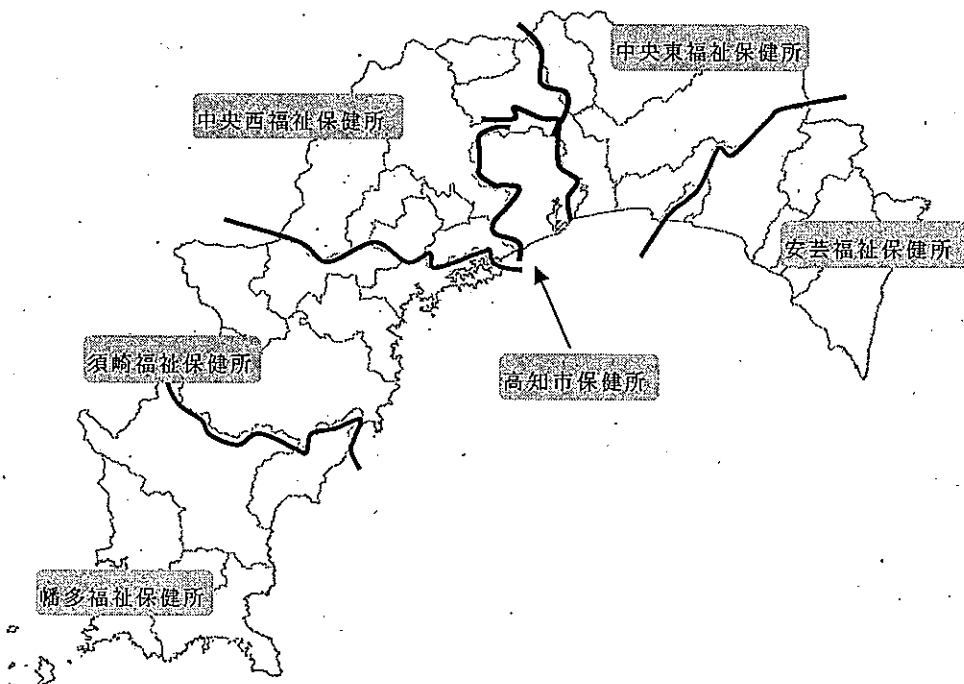 中央東福祉保健所
中央西福祉保健所
安芸福祉保健所
須崎福祉保健所
高知市保健所
幡多福祉保健所